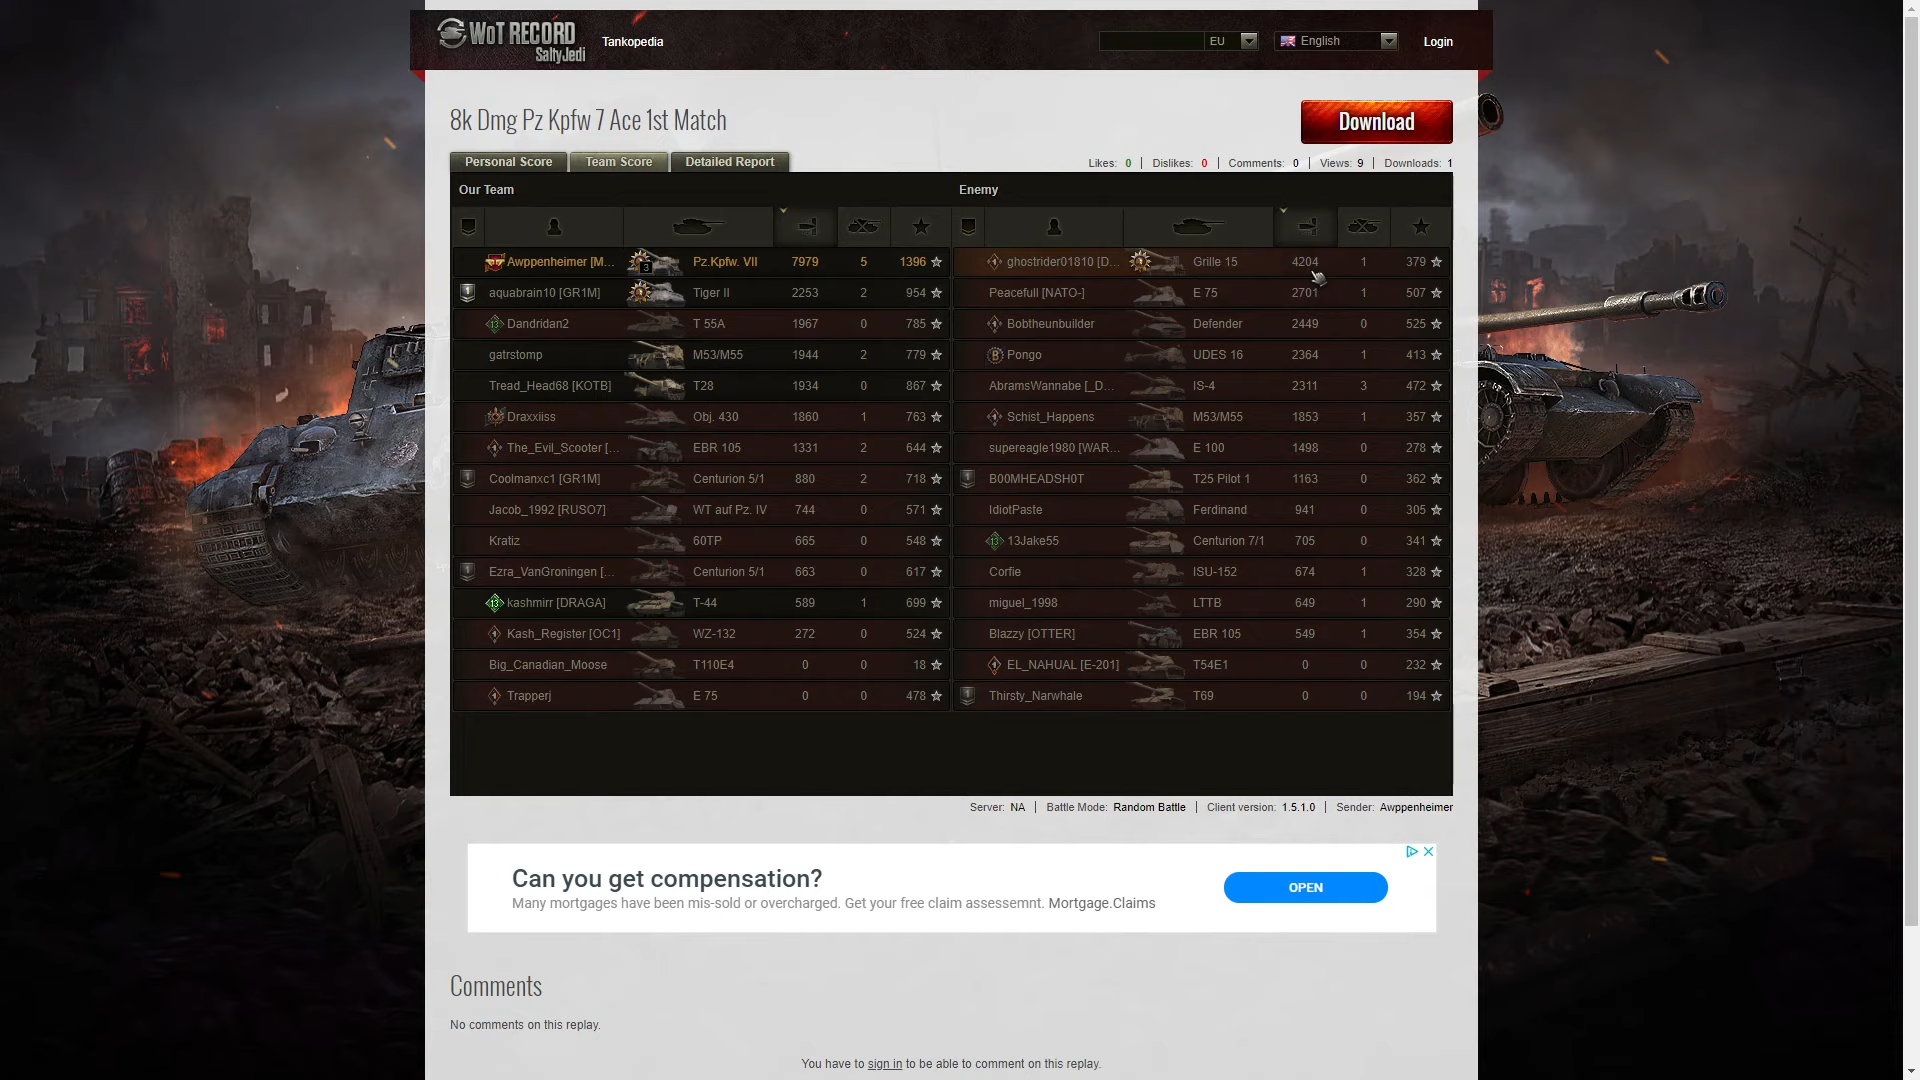 WoT RECORD
SaltyJedi
Tankopedia
EU
English
Login
8k Dmg Pz Kpfw 7 Ace 1st Match
Download
Personal Score
Team Score
Detailed Report
Likes: 0 | Dislikes: 0 | Comments: 0 | Views: 9 | Downloads: 1
Our Team
Enemy
Awppenheimer [M... 3 Pz.Kpfw. VII 7979 5 1396
ghostrider01810 [D... Grille 15 4204 1 379
aquabrain10 [GR1M] Tiger II 2253 2 954
Peacefull [NATO-] E 75 2701 1 507
Dandridan2 T 55A 1967 0 785
Bobtheunbuilder Defender 2449 0 525
gatrstomp M53/M55 1944 2 779
Pongo UDES 16 2364 1 413
Tread_Head68 [KOTB] T28 1934 0 867
AbramsWannabe [_D... IS-4 2311 3 472
Draxxiiss Obj. 430 1860 1 763
Schist_Happens M53/M55 1853 1 357
The_Evil_Scooter [... EBR 105 1331 2 644
supereagle1980 [WAR... E 100 1498 0 278
Coolmanxc1 [GR1M] Centurion 5/1 880 2 718
B00MHEADSH0T T25 Pilot 1 1163 0 362
Jacob_1992 [RUSO7] WT auf Pz. IV 744 0 571
IdiotPaste Ferdinand 941 0 305
Kratiz 60TP 665 0 548
13 13Jake55 Centurion 7/1 705 0 341
Ezra_VanGroningen [... Centurion 5/1 663 0 617
Corfie ISU-152 674 1 328
13 kashmirr [DRAGA] T-44 589 1 699
miguel_1998 LTTB 649 1 290
Kash_Register [OC1] WZ-132 272 0 524
Blazzy [OTTER] EBR 105 549 1 354
Big_Canadian_Moose T110E4 0 0 18
EL_NAHUAL [E-201] T54E1 0 0 232
Trapperj E 75 0 0 478
Thirsty_Narwhale T69 0 0 194
Server: NA | Battle Mode: Random Battle | Client version: 1.5.1.0 | Sender: Awppenheimer
Can you get compensation?
Many mortgages have been mis-sold or overcharged. Get your free claim assessemnt. Mortgage.Claims
OPEN
Comments
No comments on this replay.
You have to sign in to be able to comment on this replay.